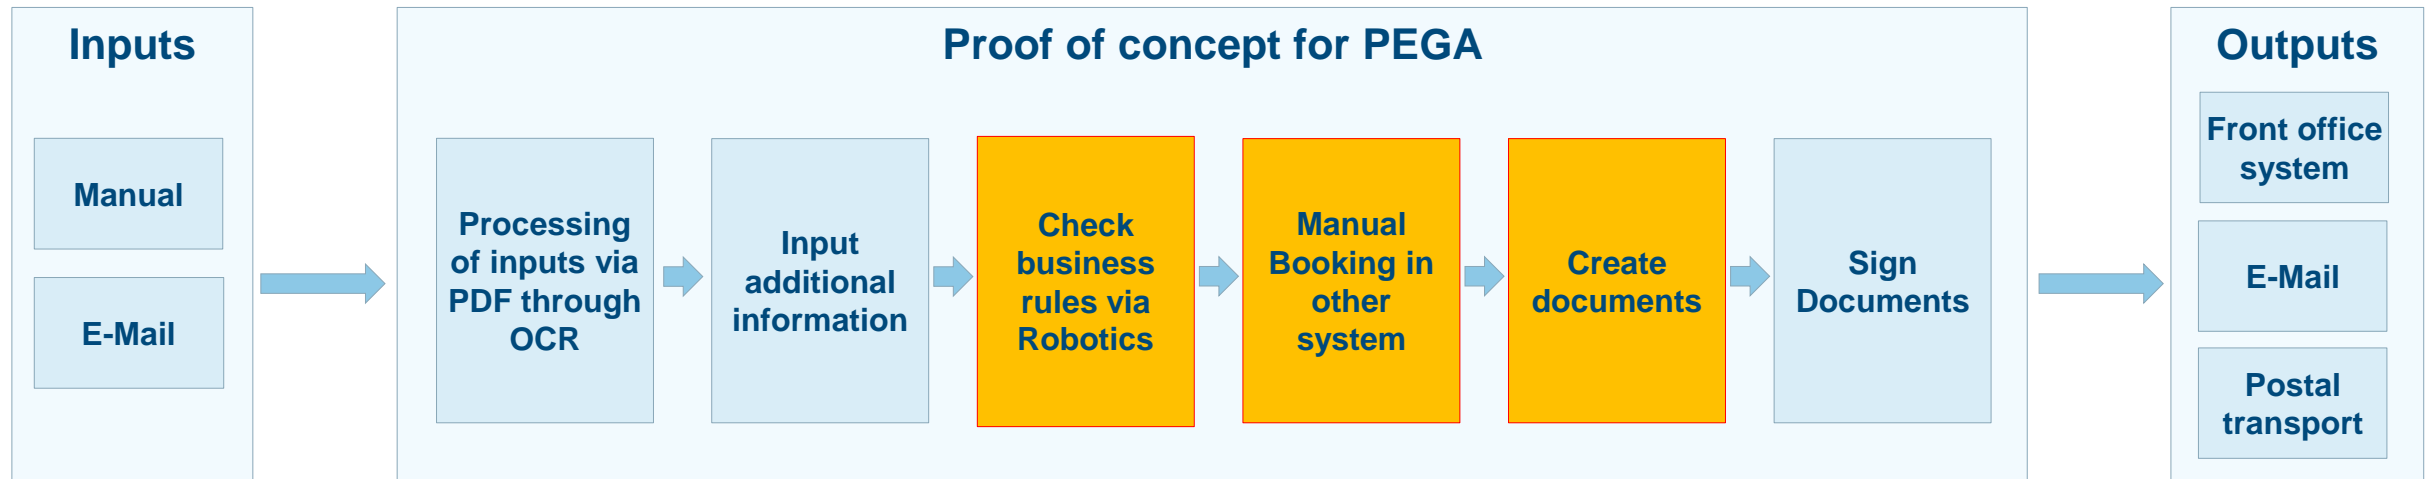 Inputs
Manual
E-Mail
Proof of concept for PEGA
Processing
of inputs via
PDF through
OCR
Input
additional
information
Check
business
rules via
Robotics
Manual
Booking in
other
system
Create
documents
Sign
Documents
Outputs
Front office
system
E-Mail
Postal
transport